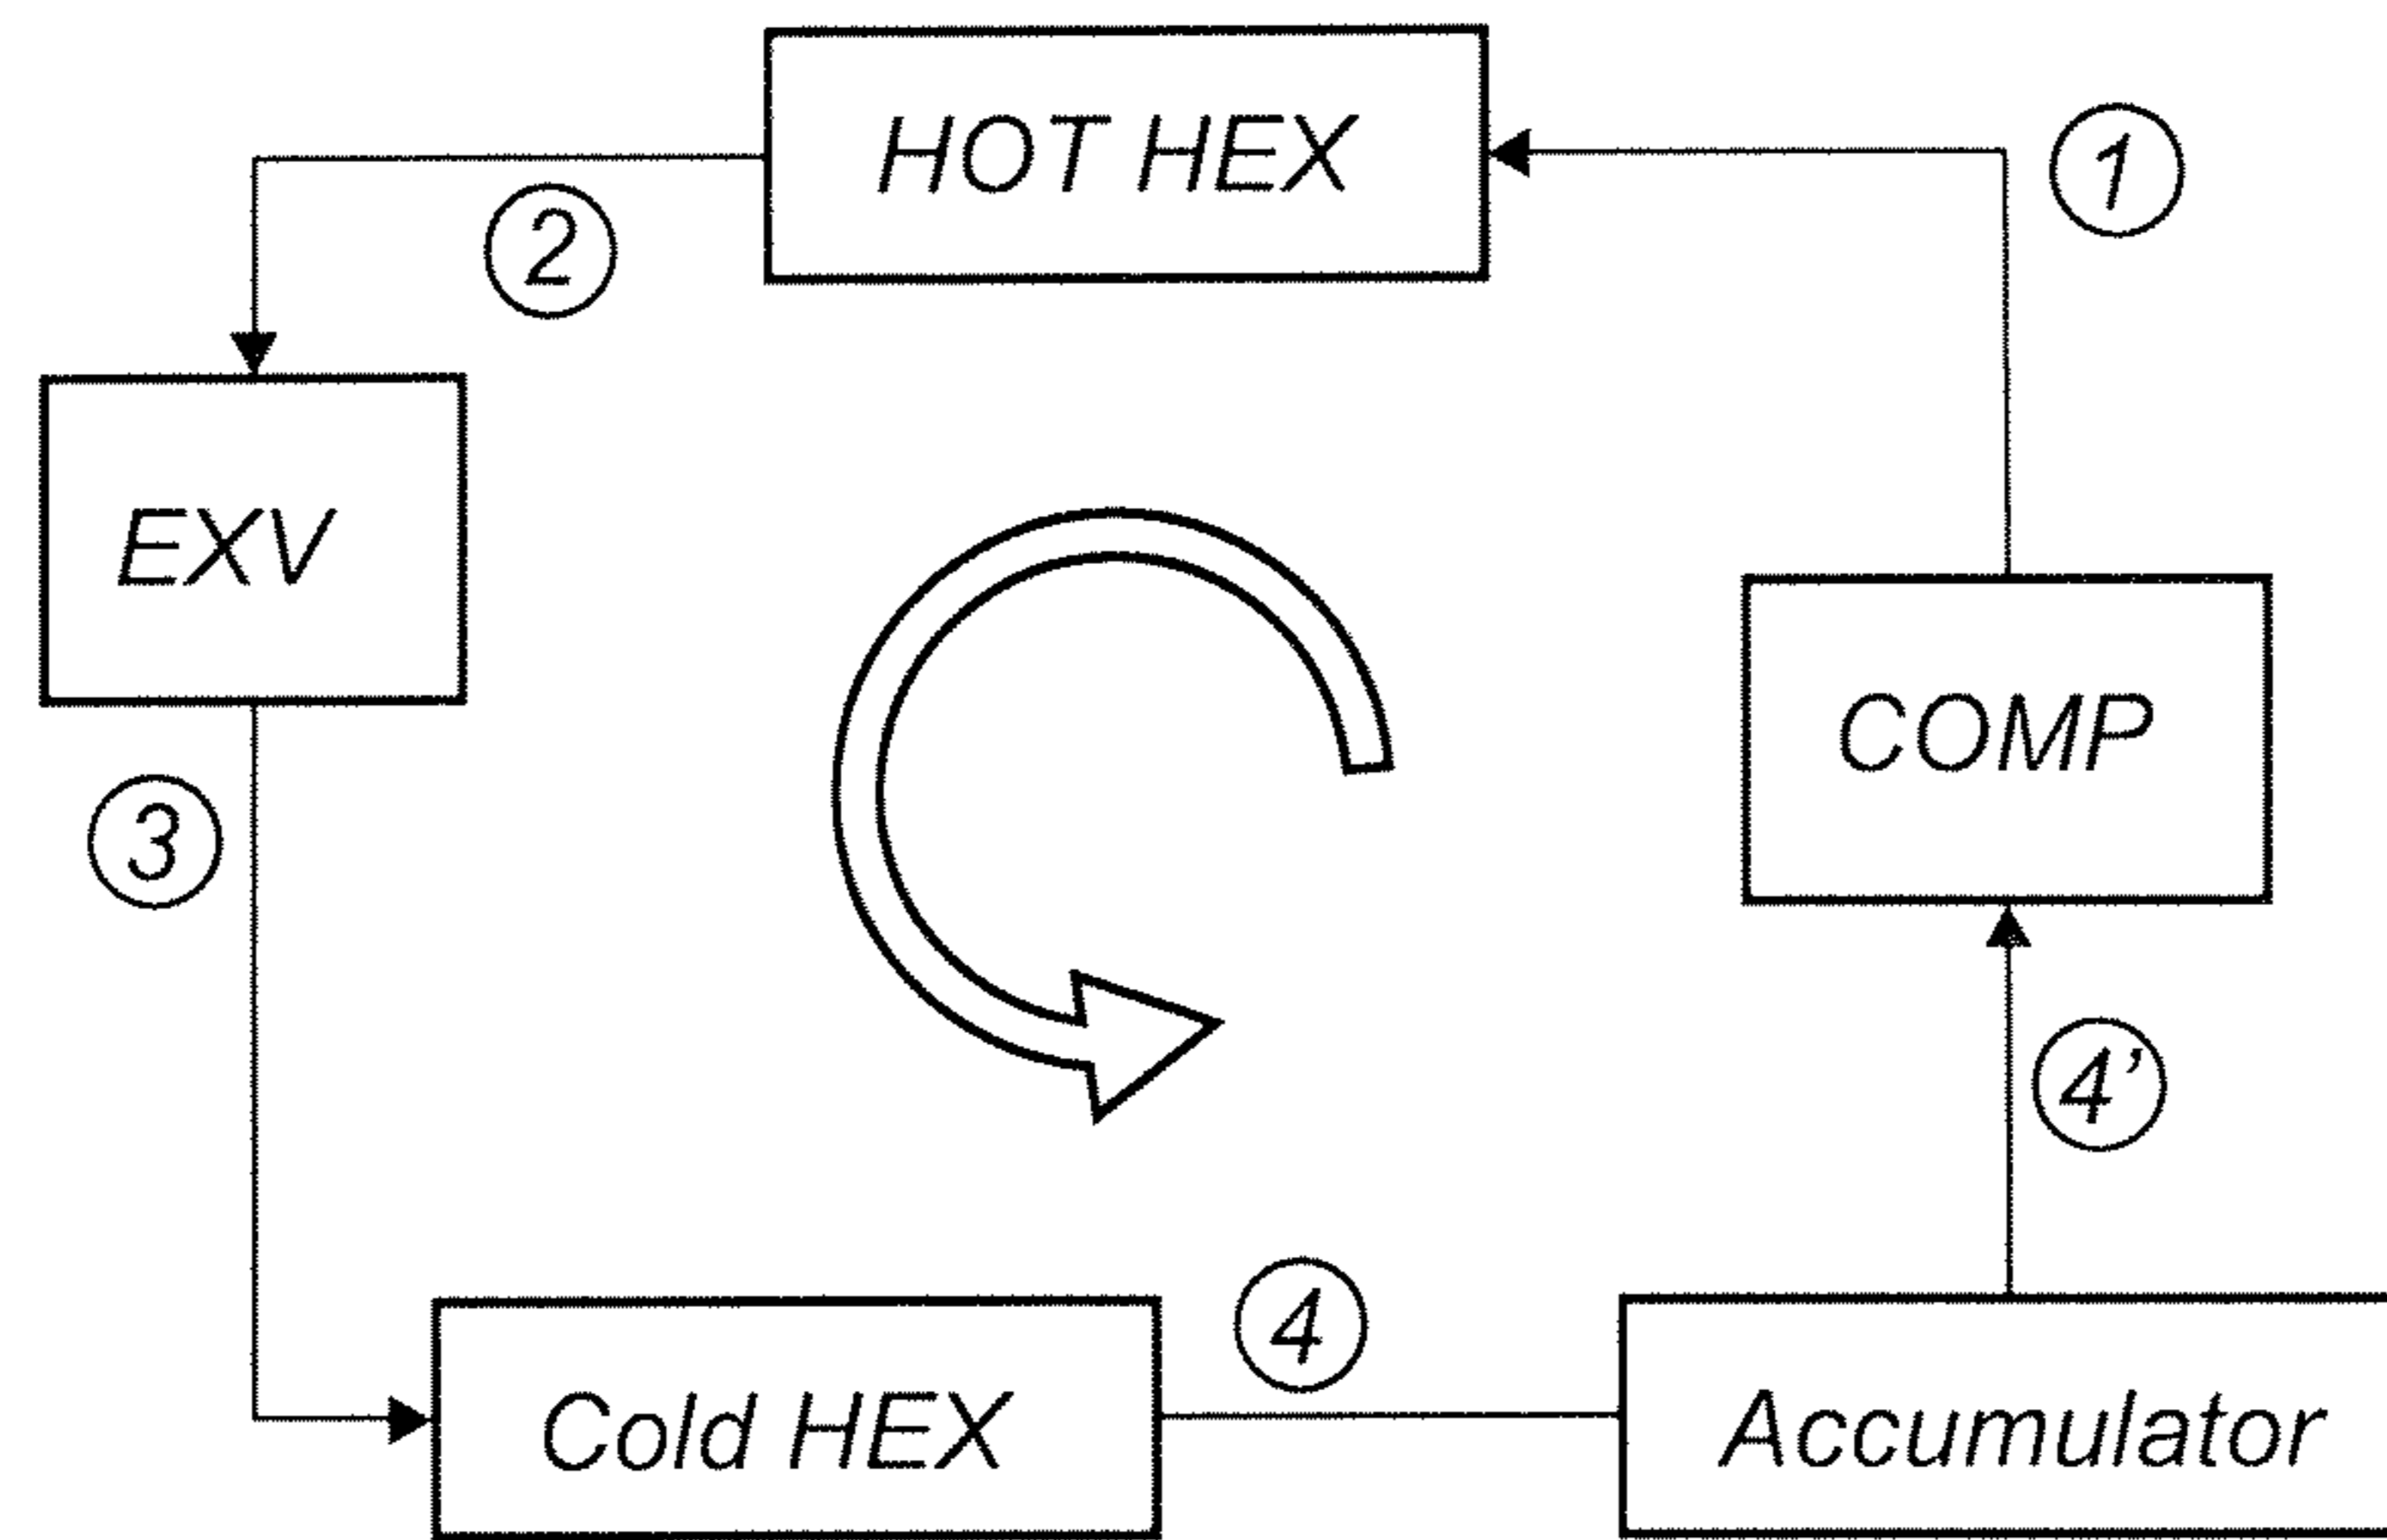 HOT HEX
1
2
EXV
COMP
3
4’
4
Cold HEX
Accumulator